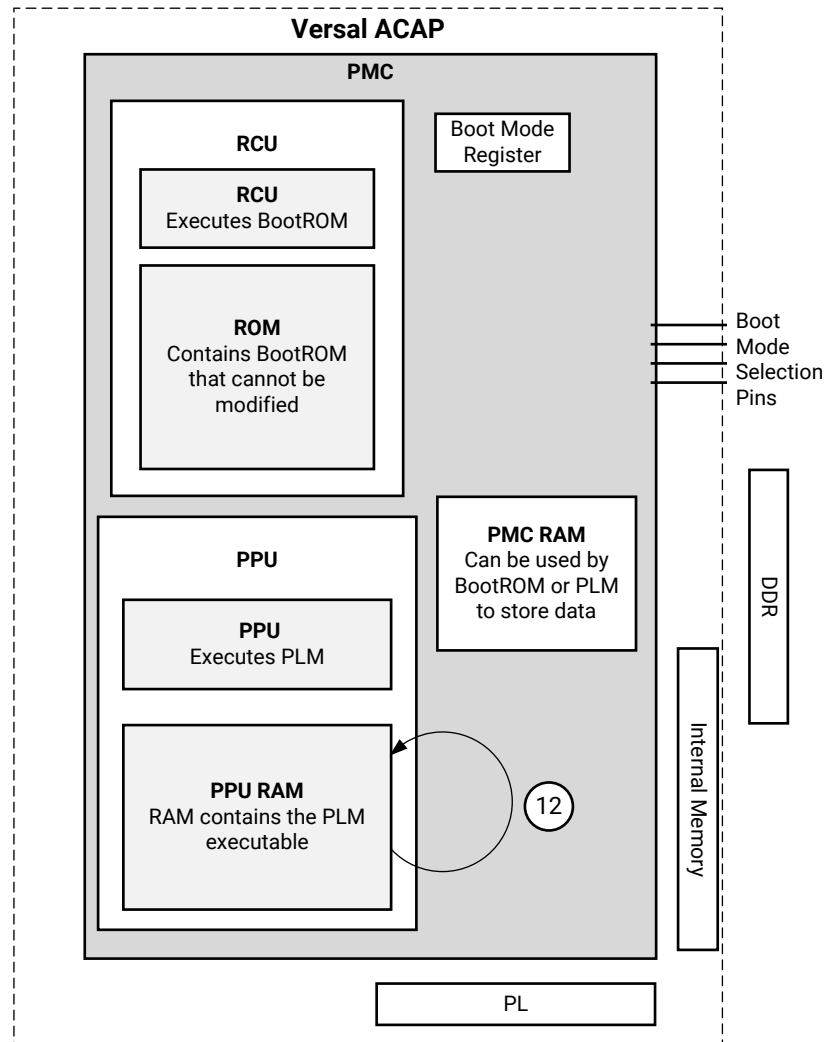 Versal ACAP
PMC
RCU
RCU
Executes BootROM
ROM
Contains BootROM
that cannot be
modified
Boot Mode
Register
Boot
Mode
Selection
Pins
PPU
PPU
Executes PLM
PPU RAM
RAM contains the PLM
executable
PMC RAM
Can be used by
BootROM or PLM
to store data
12
DDR
Internal Memory
PL